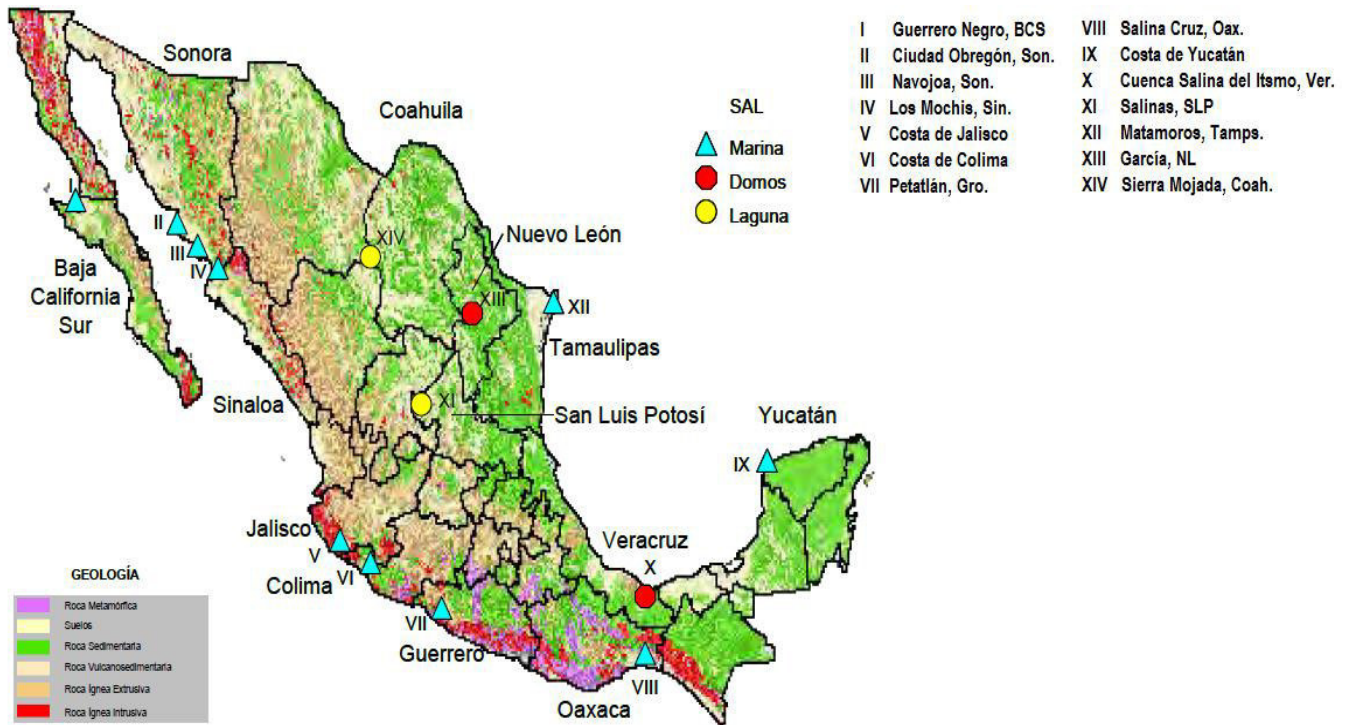 Sonora
Coahuila
Nuevo León
Baja
California
Sur
Sinaloa
Tamaulipas
San Luis Potosí
Yucatán
Jalisco
Colima
Guerrero
Oaxaca
Veracruz
I
II
III
IV
V
VI
VII
VIII
IX
X
XI
XII
XIII
XIV
SAL
Marina
Domos
Laguna
I Guerrero Negro, BCS
II Ciudad Obregón, Son.
III Navojoa, Son.
IV Los Mochis, Sin.
V Costa de Jalisco
VI Costa de Colima
VII Petatlán, Gro.
VIII Salina Cruz, Oax.
IX Costa de Yucatán
X Cuenca Salina del Itsmo, Ver.
XI Salinas, SLP
XII Matamoros, Tamps.
XIII García, NL
XIV Sierra Mojada, Coah.
GEOLOGÍA
Roca Metamórfica
Suelos
Roca Sedimentaria
Roca Vulcanosedimentaria
Roca Ígnea Extrusiva
Roca Ígnea Intrusiva